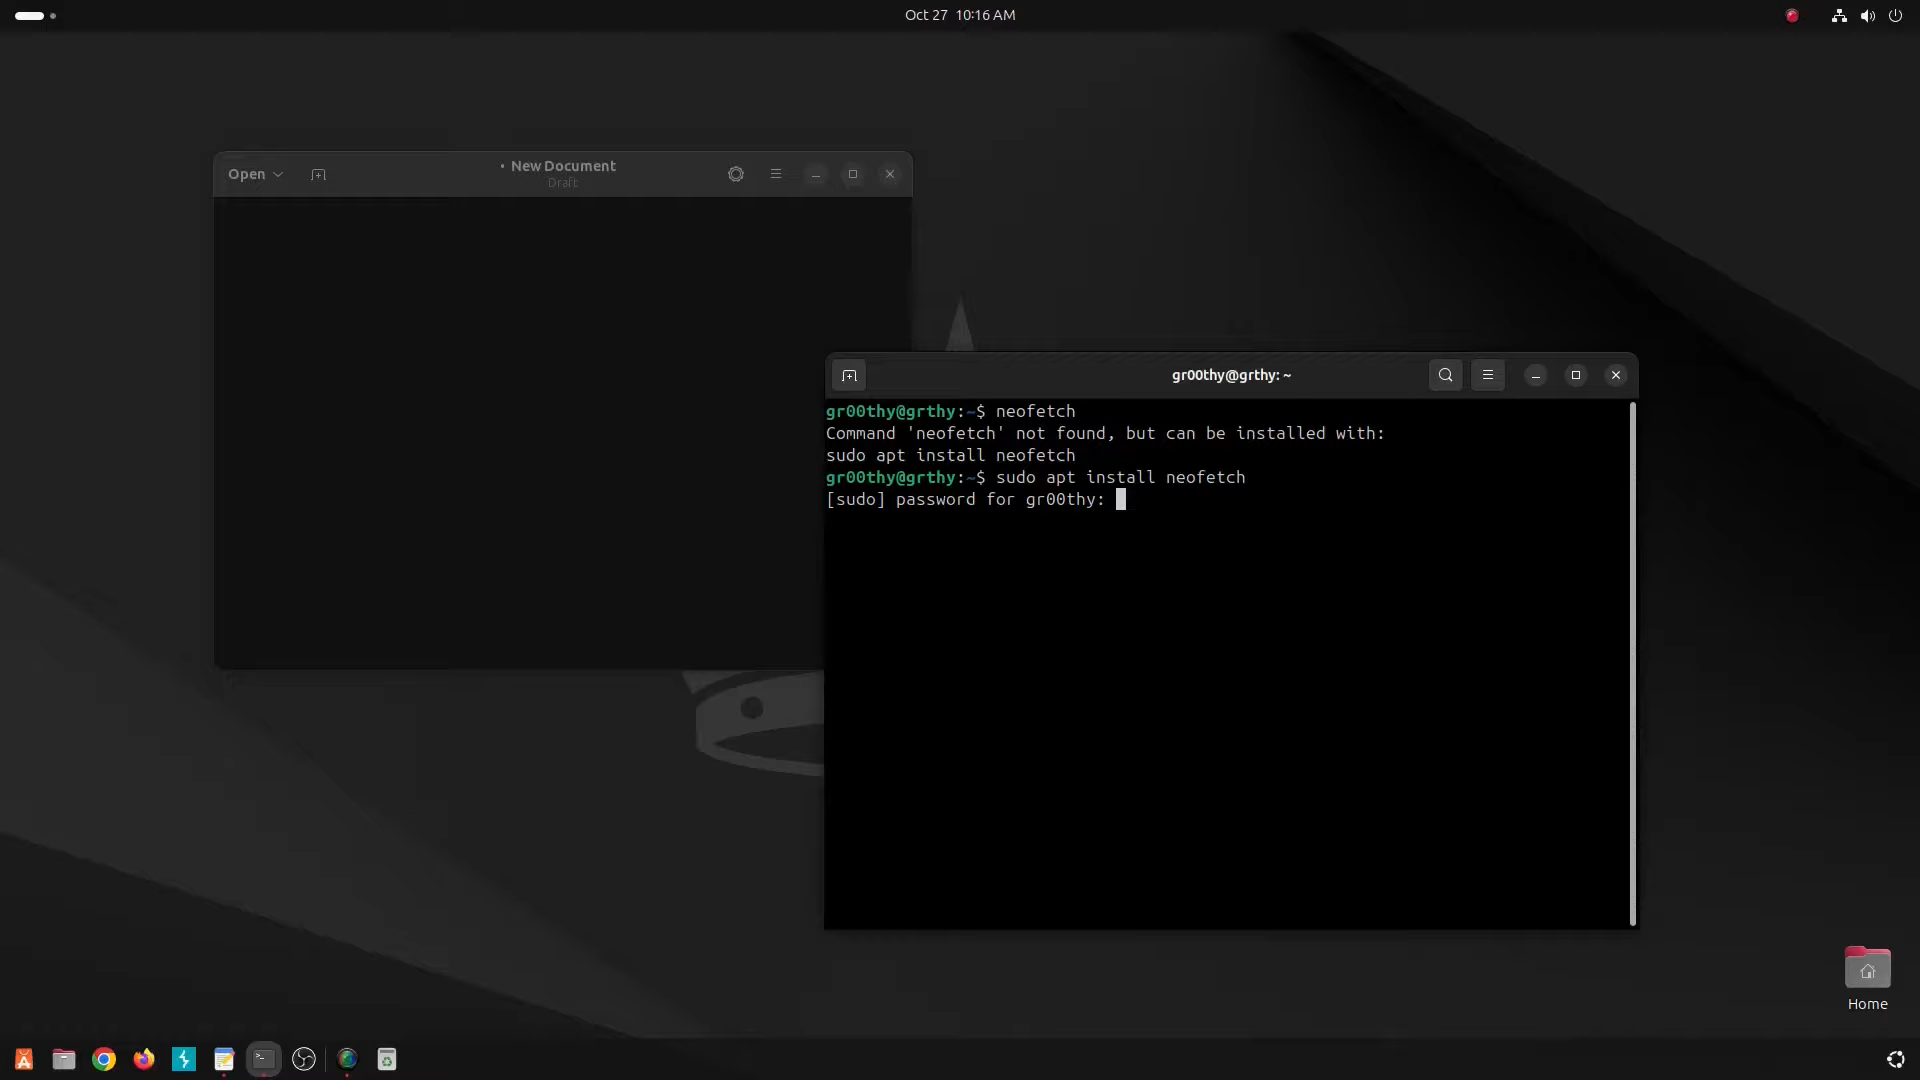 Oct 27 10:16 AM
Open
• New Document
Draft
gr00thy@grthy: ~
gr00thy@grthy:~$ neofetch
Command 'neofetch' not found, but can be installed with:
sudo apt install neofetch
gr00thy@grthy:~$ sudo apt install neofetch
[sudo] password for gr00thy:
Home